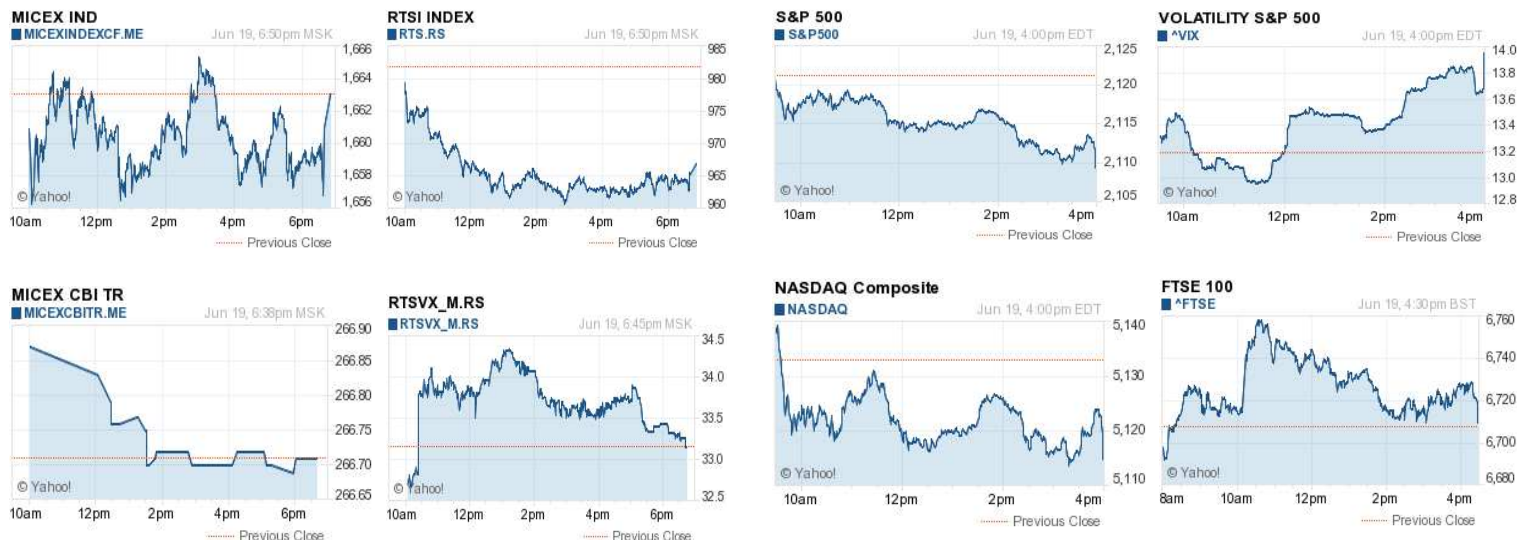 MICEX IND
MICEXINDEXCF.ME Jun 19, 6:50pm MSK
1,666
1,664
1,662
1,660
1,658
1,656
© Yahoo!
10am 12pm 2pm 4pm 6pm
Previous Close
RTSI INDEX
RTS.RS Jun 19, 6:50pm MSK
985
980
975
970
965
960
© Yahoo!
10am 12pm 2pm 4pm 6pm
Previous Close
S&P 500
S&P500 Jun 19, 4:00pm EDT
2,125
2,120
2,115
2,110
2,105
© Yahoo!
10am 12pm 2pm 4pm
Previous Close
VOLATILITY S&P 500
^VIX Jun 19, 4:00pm EDT
14.0
13.8
13.6
13.4
13.2
13.0
12.8
© Yahoo!
10am 12pm 2pm 4pm
Previous Close
MICEX CBI TR
MICEXCBITR.ME Jun 19, 6:38pm MSK
266.90
266.85
266.80
266.75
266.70
266.65
© Yahoo!
10am 12pm 2pm 4pm 6pm
Previous Close
RTSVX_M.RS
RTSVX_M.RS Jun 19, 6:45pm MSK
34.5
34.0
33.5
33.0
32.5
© Yahoo!
10am 12pm 2pm 4pm 6pm
Previous Close
NASDAQ Composite
NASDAQ Jun 19, 4:00pm EDT
5,140
5,130
5,120
5,110
© Yahoo!
10am 12pm 2pm 4pm
Previous Close
FTSE 100
^FTSE Jun 19, 4:30pm BST
6,760
6,740
6,720
6,700
6,680
© Yahoo!
8am 10am 12pm 2pm 4pm
Previous Close